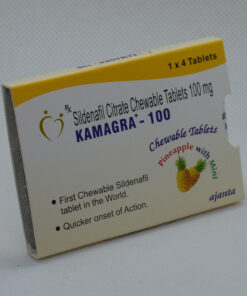 1 x 4 Tablets
Rx
Sildenafil Citrate Chewable Tablets 100 mg
KAMAGRA® - 100
Chewable Tablets
Pineapple with Mint
• First Chewable Sildenafil
tablet in the World.
• Quicker onset of Action.
ajanta